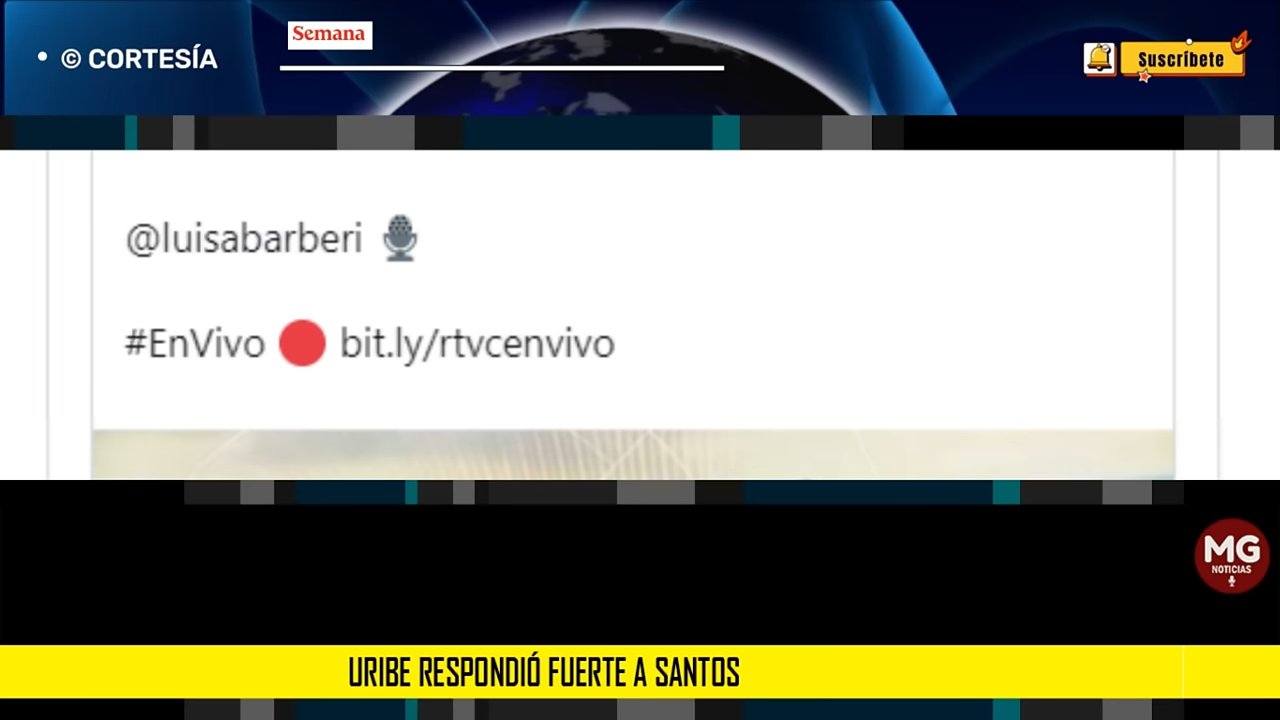 Semana
• © CORTESÍA
Suscríbete
@luisabarberi
#EnVivo 🔴 bit.ly/rtvcenvivo
MG
NOTICIAS
URIBE RESPONDIÓ FUERTE A SANTOS